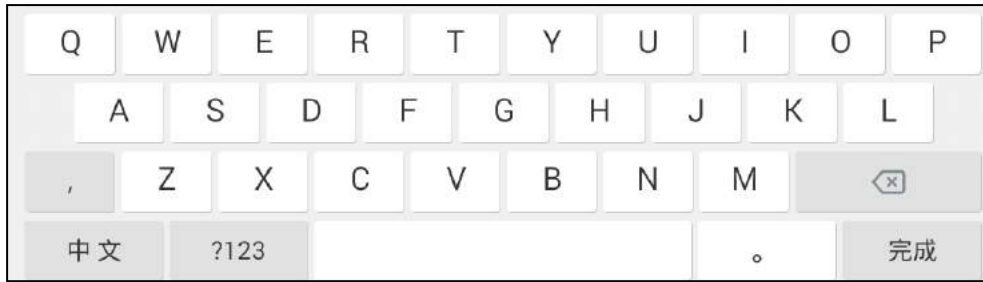 Q W E R T Y U I O P
A S D F G H J K L
, Z X C V B N M
中文 ?123 。 完成